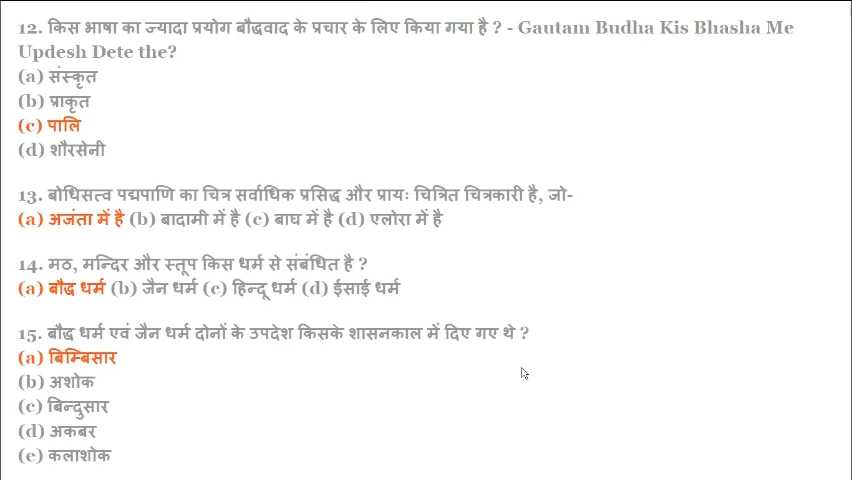 12. किस भाषा का ज्यादा प्रयोग बौद्धवाद के प्रचार के लिए किया गया है ? - Gautam Budha Kis Bhasha Me
Updesh Dete the?
(a) संस्कृत
(b) प्राकृत
(c) पालि
(d) शौरसेनी
13. बोधिसत्व पद्मपाणि का चित्र सर्वाधिक प्रसिद्ध और प्रायः चित्रित चित्रकारी है, जो-
(a) अजंता में है (b) बादामी में है (c) बाघ में है (d) एलोरा में है
14. मठ, मन्दिर और स्तूप किस धर्म से संबंधित है ?
(a) बौद्ध धर्म (b) जैन धर्म (c) हिन्दू धर्म (d) ईसाई धर्म
15. बौद्ध धर्म एवं जैन धर्म दोनों के उपदेश किसके शासनकाल में दिए गए थे ?
(a) बिम्बिसार
(b) अशोक
(c) बिन्दुसार
(d) अकबर
(e) कलाशोक